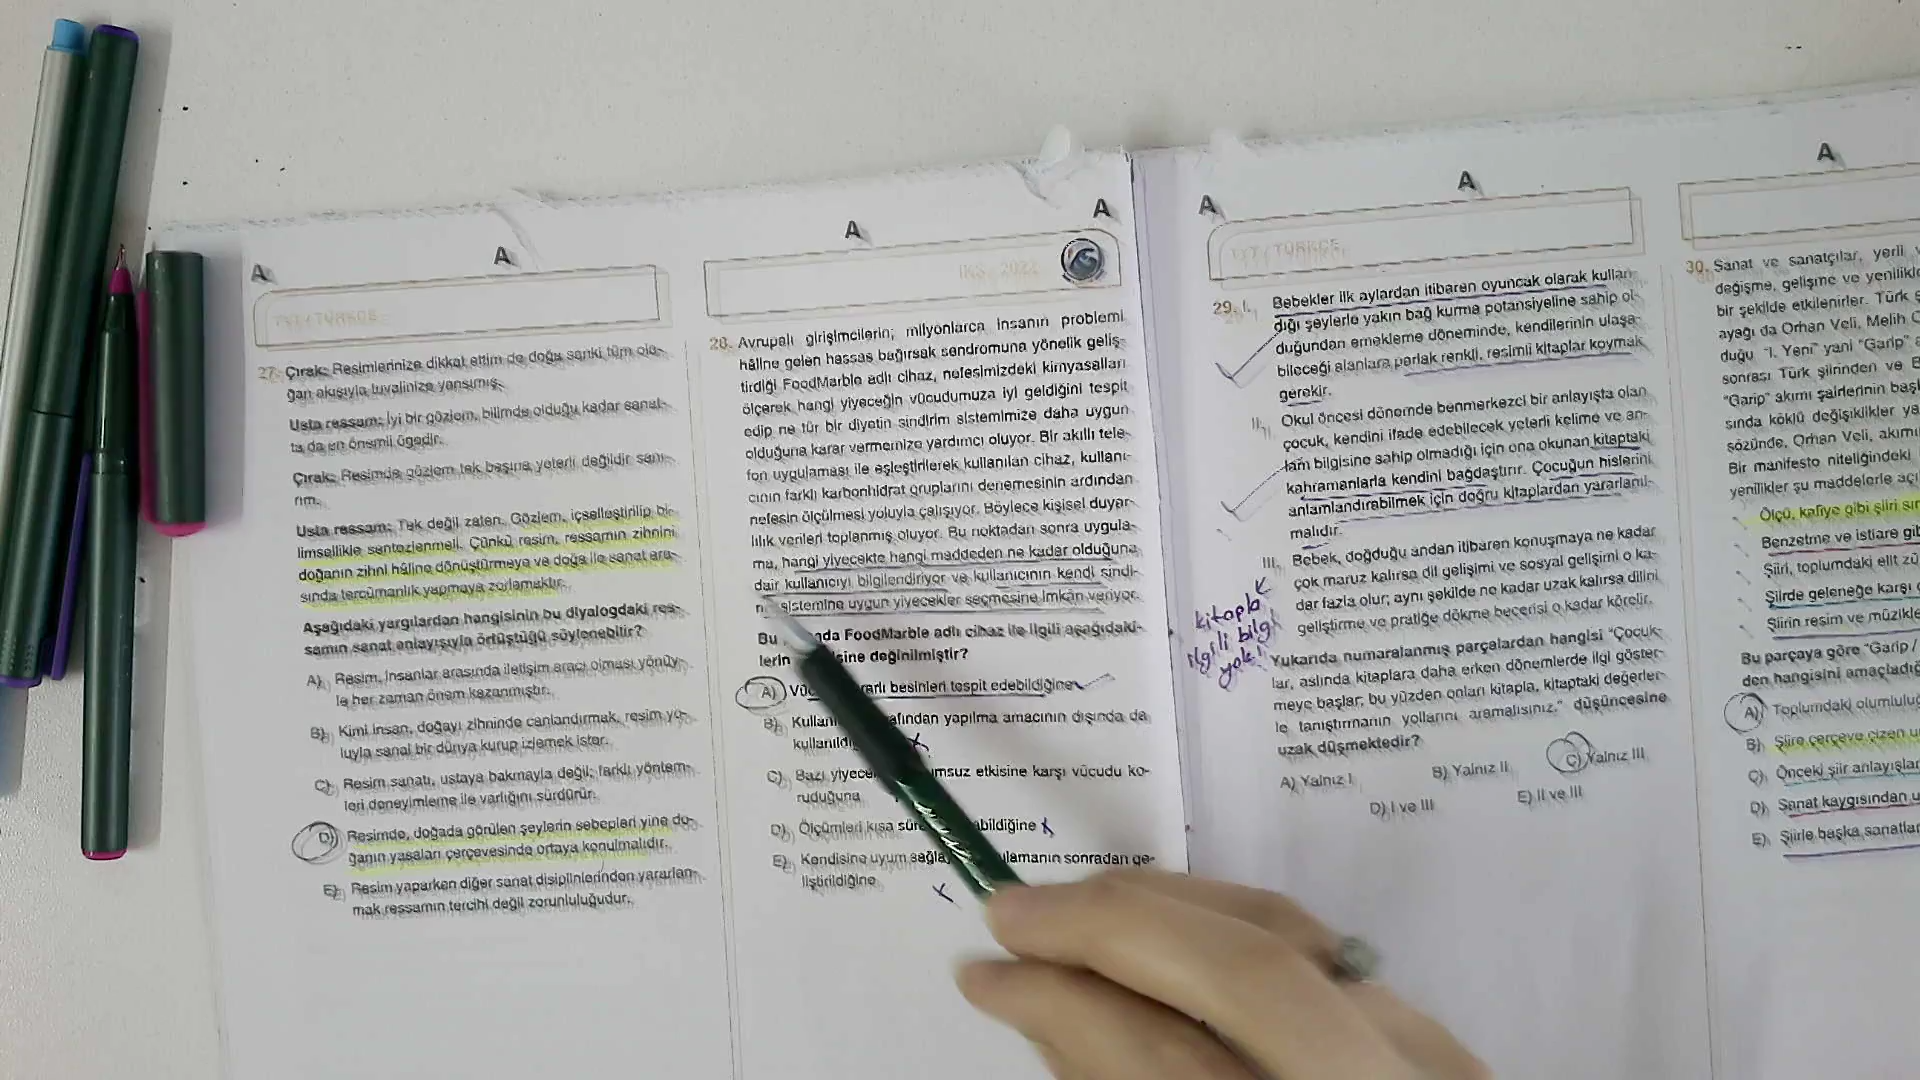 A
A
TYT / TÜRKÇE
27. Çırak: Resimlerinize dikkat ettim de doğa sanki tüm ola-
ğan akışıyla tuvalinize yansımış.
Usta ressam: İyi bir gözlem, bilimde olduğu kadar sanat-
ta da en önemli ögedir.
Çırak: Resimde gözlem tek başına yeterli değildir sanı-
rım.
Usta ressam: Tek değil zaten. Gözlem, içselleştirilip bi-
limsellikle sentezlenmeli. Çünkü resim, ressamın zihnini
doğanın zihni hâline dönüştürmeye ve doğa ile sanat ara-
sında tercümanlık yapmaya zorlamaktır.
Aşağıdaki yargılardan hangisinin bu diyalogdaki res-
samın sanat anlayışıyla örtüştüğü söylenebilir?
A) Resim, insanlar arasında iletişim aracı olması yönüy-
le her zaman önem kazanmıştır.
B) Kimi insan, doğayı zihninde canlandırmak, resim yo-
luyla sanal bir dünya kurup izlemek ister.
C) Resim sanatı, ustaya bakmayla değil; farklı yöntem-
leri deneyimleme ile varlığını sürdürür.
D) Resimde, doğada görülen şeylerin sebepleri yine do-
ğanın yasaları çerçevesinde ortaya konulmalıdır.
E) Resim yaparken diğer sanat disiplinlerinden yararlan-
mak ressamın tercihi değil zorunluluğudur.
A
A
2022
28. Avrupalı girişimcilerin; milyonlarca insanın problemi
hâline gelen hassas bağırsak sendromuna yönelik geliş-
tirdiği FoodMarble adlı cihaz, nefesimizdeki kimyasalları
ölçerek hangi yiyeceğin vücudumuza iyi geldiğini tespit
edip ne tür bir diyetin sindirim sistemimize daha uygun
olduğuna karar vermemize yardımcı oluyor. Bir akıllı tele-
fon uygulaması ile eşleştirilerek kullanılan cihaz, kullanı-
cının farklı karbonhidrat gruplarını denemesinin ardından
nefesin ölçülmesi yoluyla çalışıyor. Böylece kişisel duyar-
lılık verileri toplanmış oluyor. Bu noktadan sonra uygula-
ma, hangi yiyecekte hangi maddeden ne kadar olduğuna
dair kullanıcıyı bilgilendiriyor ve kullanıcının kendi sindi-
sistemine uygun yiyecekler seçmesine imkân veriyor.
Bu FoodMarble adlı cihaz ile ilgili aşağıdaki-
lerin değinilmiştir?
A) besinleri tespit edebildiğine
B) yapılma amacının dışında da
C) Bazı etkisine karşı vücudu ko-
ruduğuna
D) Ölçümleri kısa
E) Kendisine uyum sonradan ge-
liştirildiğine
A
A
TYT / TÜRKÇE
29. I. Bebekler ilk aylardan itibaren oyuncak olarak kullan-
dığı şeylerle yakın bağ kurma potansiyeline sahip ol-
duğundan emekleme döneminde, kendilerinin ulaşa-
bileceği alanlara parlak renkli, resimli kitaplar koymak
gerekir.
II. Okul öncesi dönemde benmerkezci bir anlayışta olan
çocuk, kendini ifade edebilecek yeterli kelime ve an-
lam bilgisine sahip olmadığı için ona okunan kitaptaki
kahramanlarla kendini bağdaştırır. Çocuğun hislerini
anlamlandırabilmek için doğru kitaplardan yararlanıl-
malıdır.
III. Bebek, doğduğu andan itibaren konuşmaya ne kadar
çok maruz kalırsa dil gelişimi ve sosyal gelişimi o ka-
dar fazla olur; aynı şekilde ne kadar uzak kalırsa dilini
geliştirme ve pratiğe dökme becerisi o kadar körelir.
kitapla
ilgili bilgi
yok!
Yukarıda numaralanmış parçalardan hangisi "Çocuk-
lar, aslında kitaplara daha erken dönemlerde ilgi göster-
meye başlar; bu yüzden onları kitapla, kitaptaki değerler-
le tanıştırmanın yollarını aramalısınız." düşüncesine
uzak düşmektedir?
A) Yalnız I
B) Yalnız II
C) Yalnız III
D) I ve III
E) II ve III
A
30. Sanat ve sanatçılar, yerli
değişme, gelişme ve
bir şekilde etkilenirler. Türk
ayağı da Orhan Veli, Melih
duğu "I. Yeni" yani "Garip"
sonrası Türk şiirinden ve
"Garip" akımı şairlerinin
sında köklü değişiklikler
sözünde, Orhan Veli,
Bir manifesto niteliğindeki
yenilikler şu maddelerle
Ölçü, kafiye gibi şiiri
Benzetme ve istiare
Şiiri, toplumdaki elit
Şiirde geleneğe karşı
Şiirin resim ve
Bu parçaya göre "Garip
den hangisini
A) Toplumdaki
B) Şiire çerçeve çizen
C) Önceki şiir
D) Sanat kaygısından
E) Şiirle başka